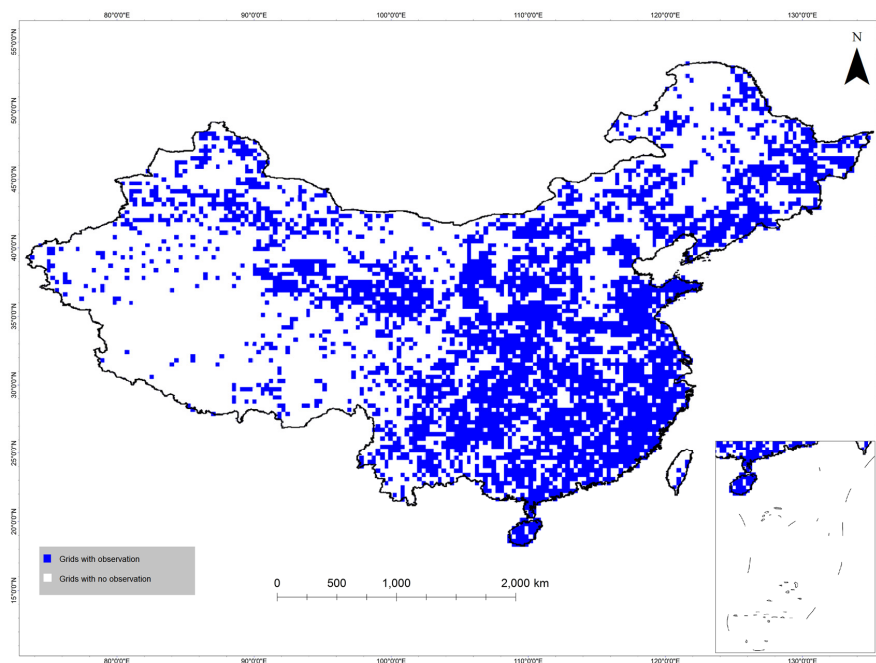 80°0'0"E 90°0'0"E 100°0'0"E 110°0'0"E 120°0'0"E 130°0'0"E
55°0'0"N
50°0'0"N
45°0'0"N
40°0'0"N
35°0'0"N
30°0'0"N
25°0'0"N
20°0'0"N
15°0'0"N
N
Grids with observation
Grids with no observation
0 500 1,000 2,000 km
80°0'0"E 90°0'0"E 100°0'0"E 110°0'0"E 120°0'0"E 130°0'0"E